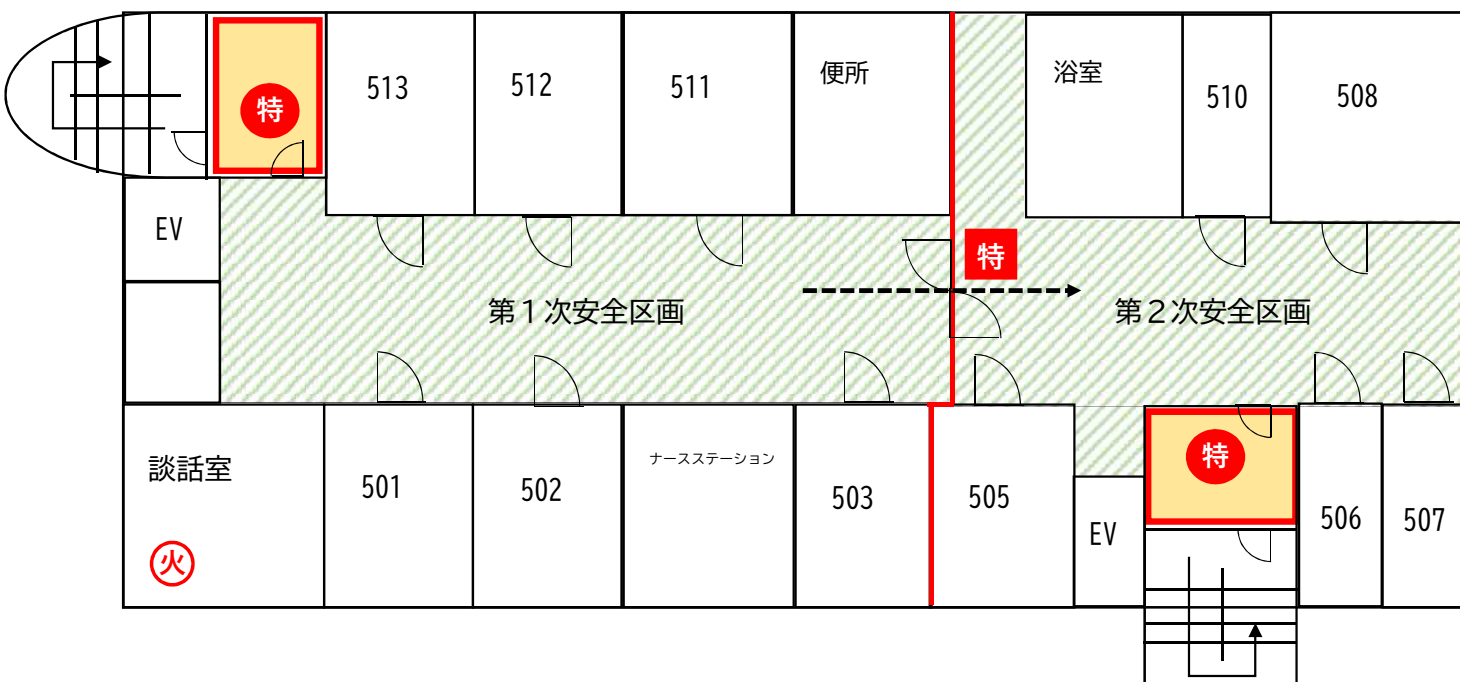 特
513
512
511
便所
浴室
510
508
EV
特
第１次安全区画
第２次安全区画
談話室
501
502
ナースステーション
503
505
特
506
507
EV
火